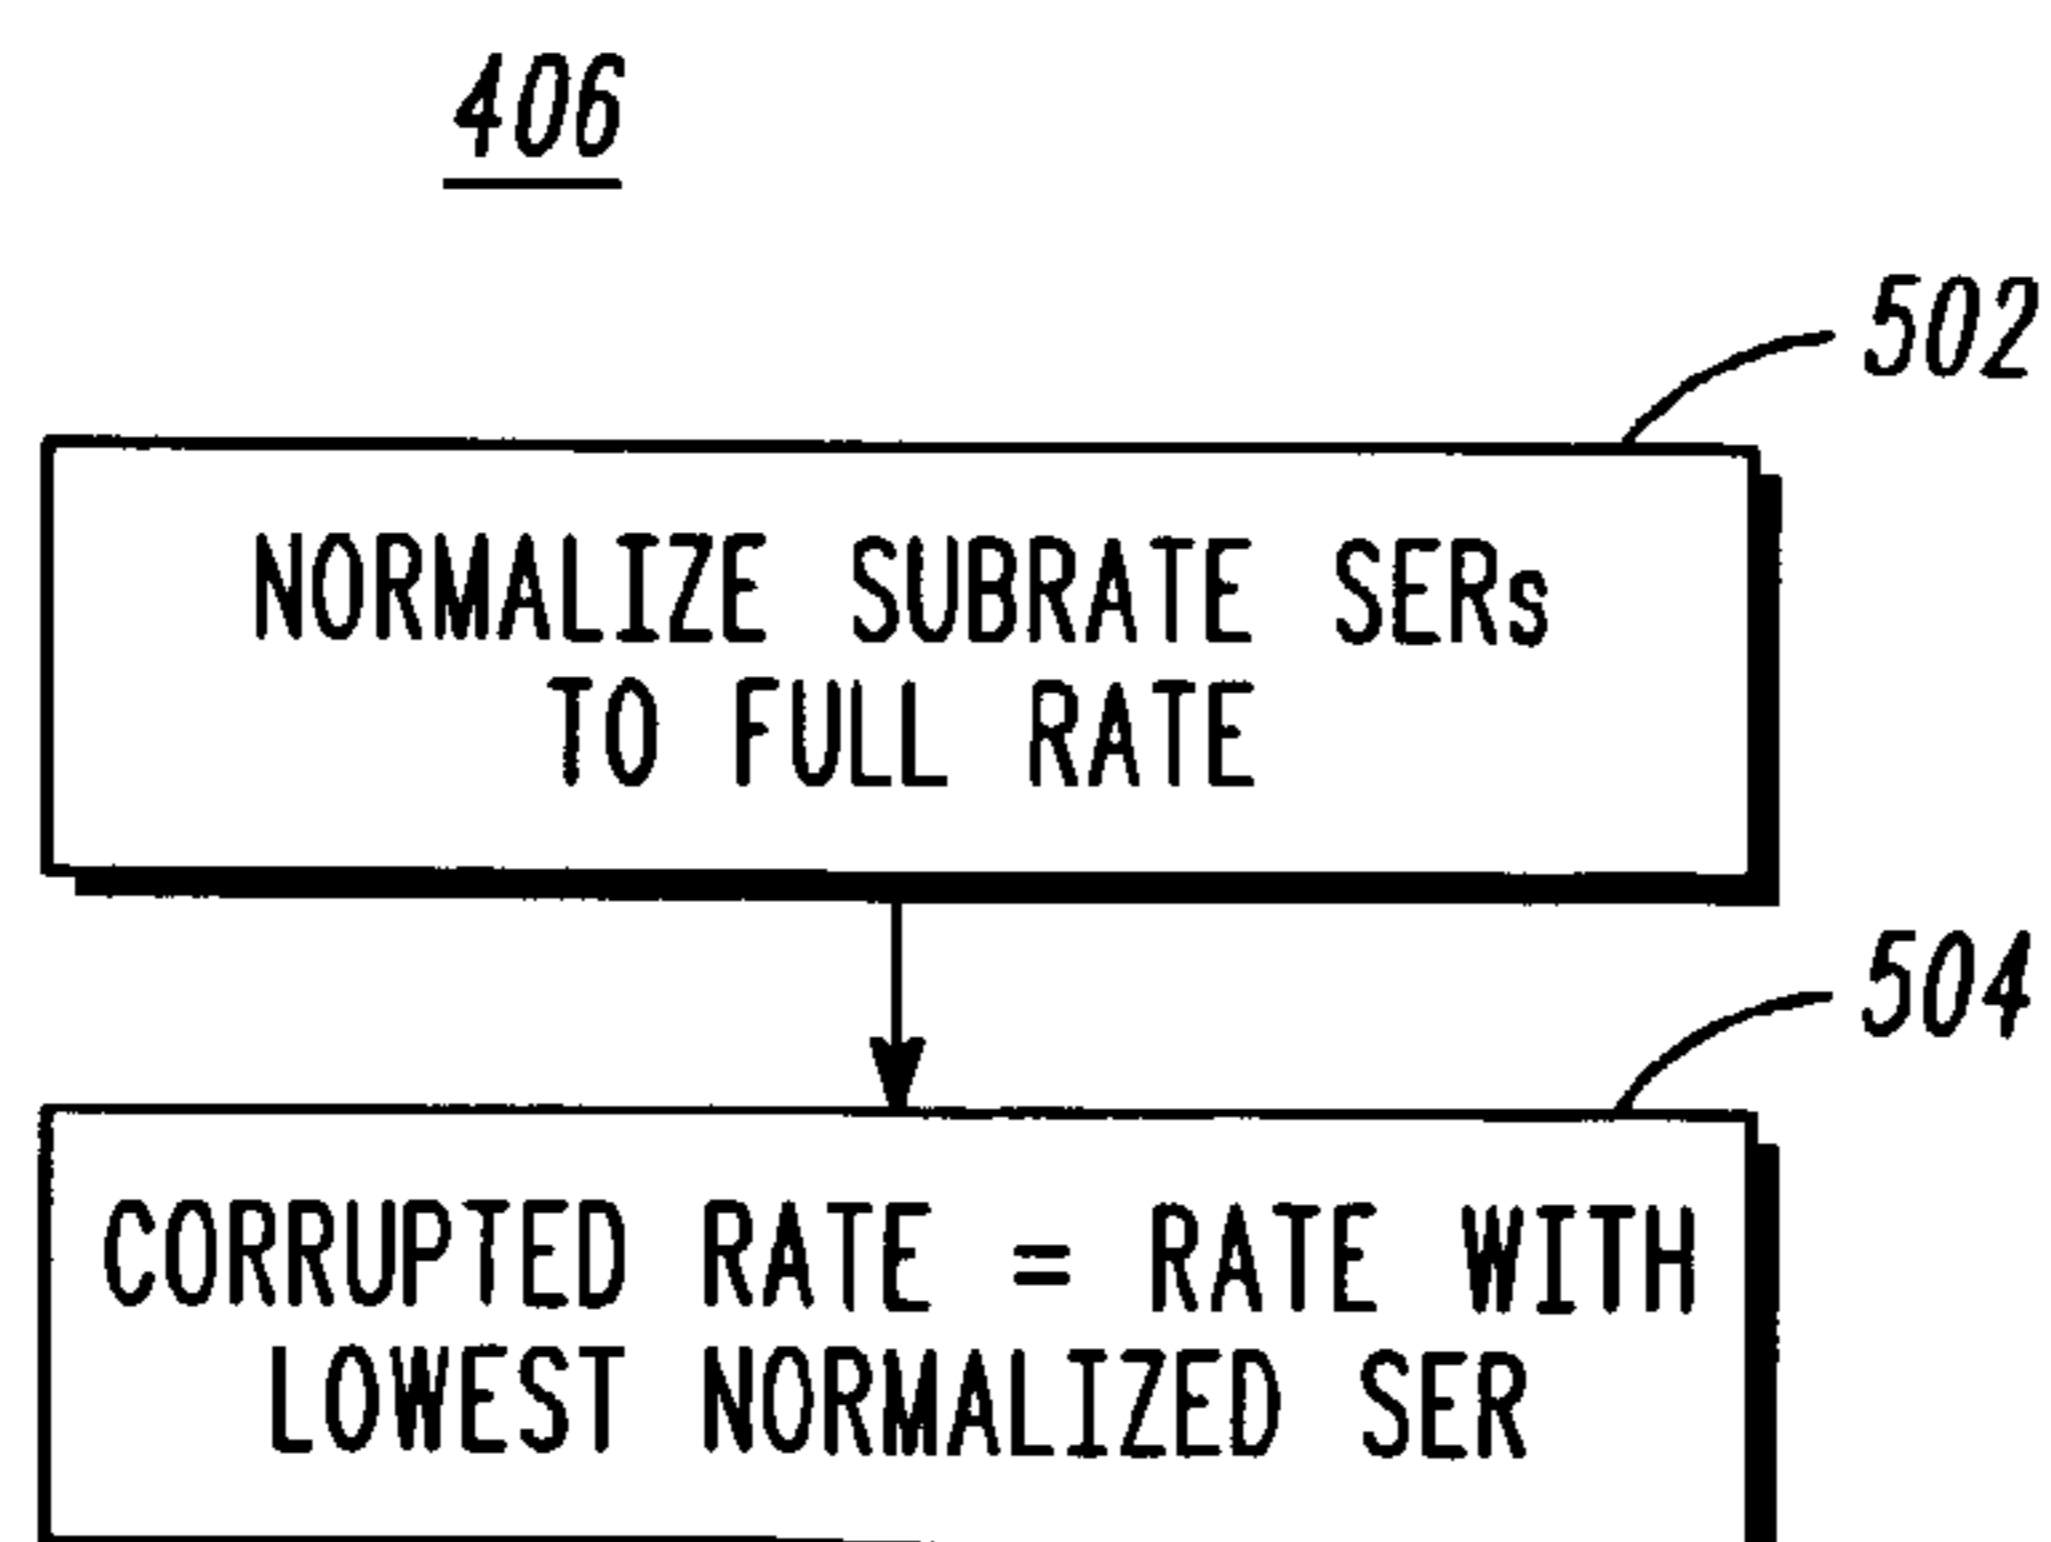 406
502
NORMALIZE SUBRATE SERs
TO FULL RATE
504
CORRUPTED RATE = RATE WITH
LOWEST NORMALIZED SER